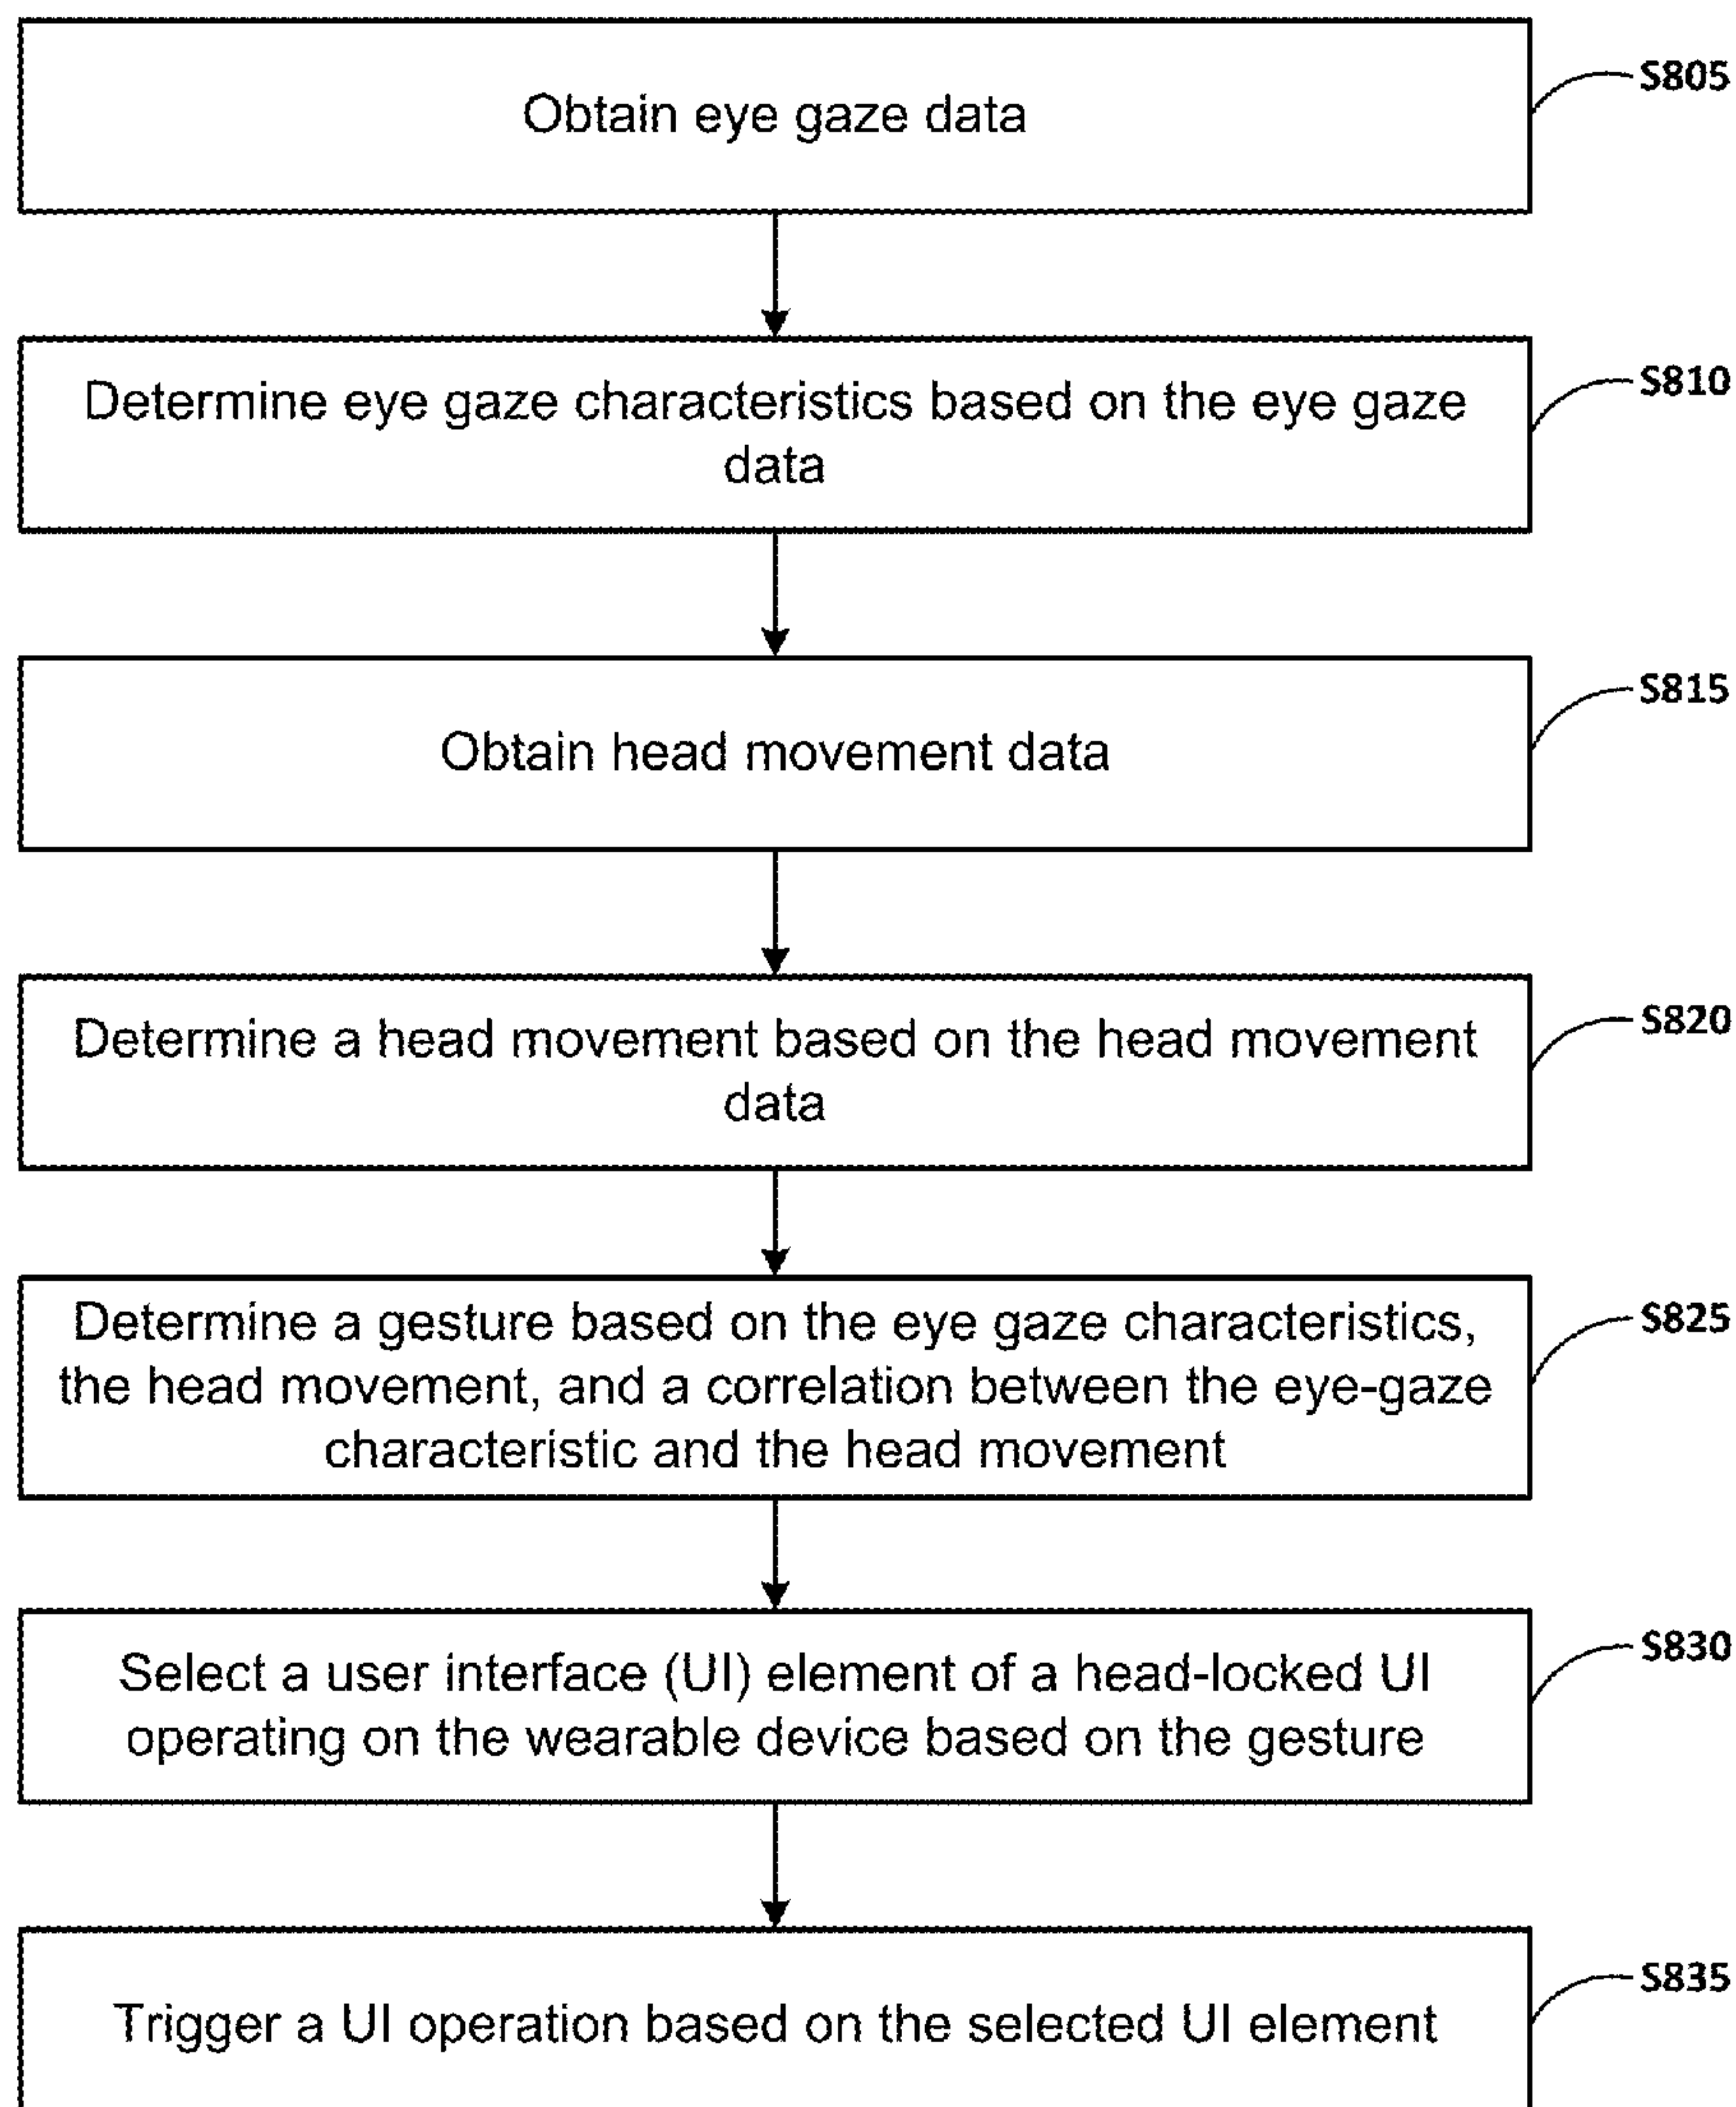 Obtain eye gaze data
S805
Determine eye gaze characteristics based on the eye gaze
data
S810
Obtain head movement data
S815
Determine a head movement based on the head movement
data
S820
Determine a gesture based on the eye gaze characteristics,
the head movement, and a correlation between the eye-gaze
characteristic and the head movement
S825
Select a user interface (UI) element of a head-locked UI
operating on the wearable device based on the gesture
S830
Trigger a UI operation based on the selected UI element
S835